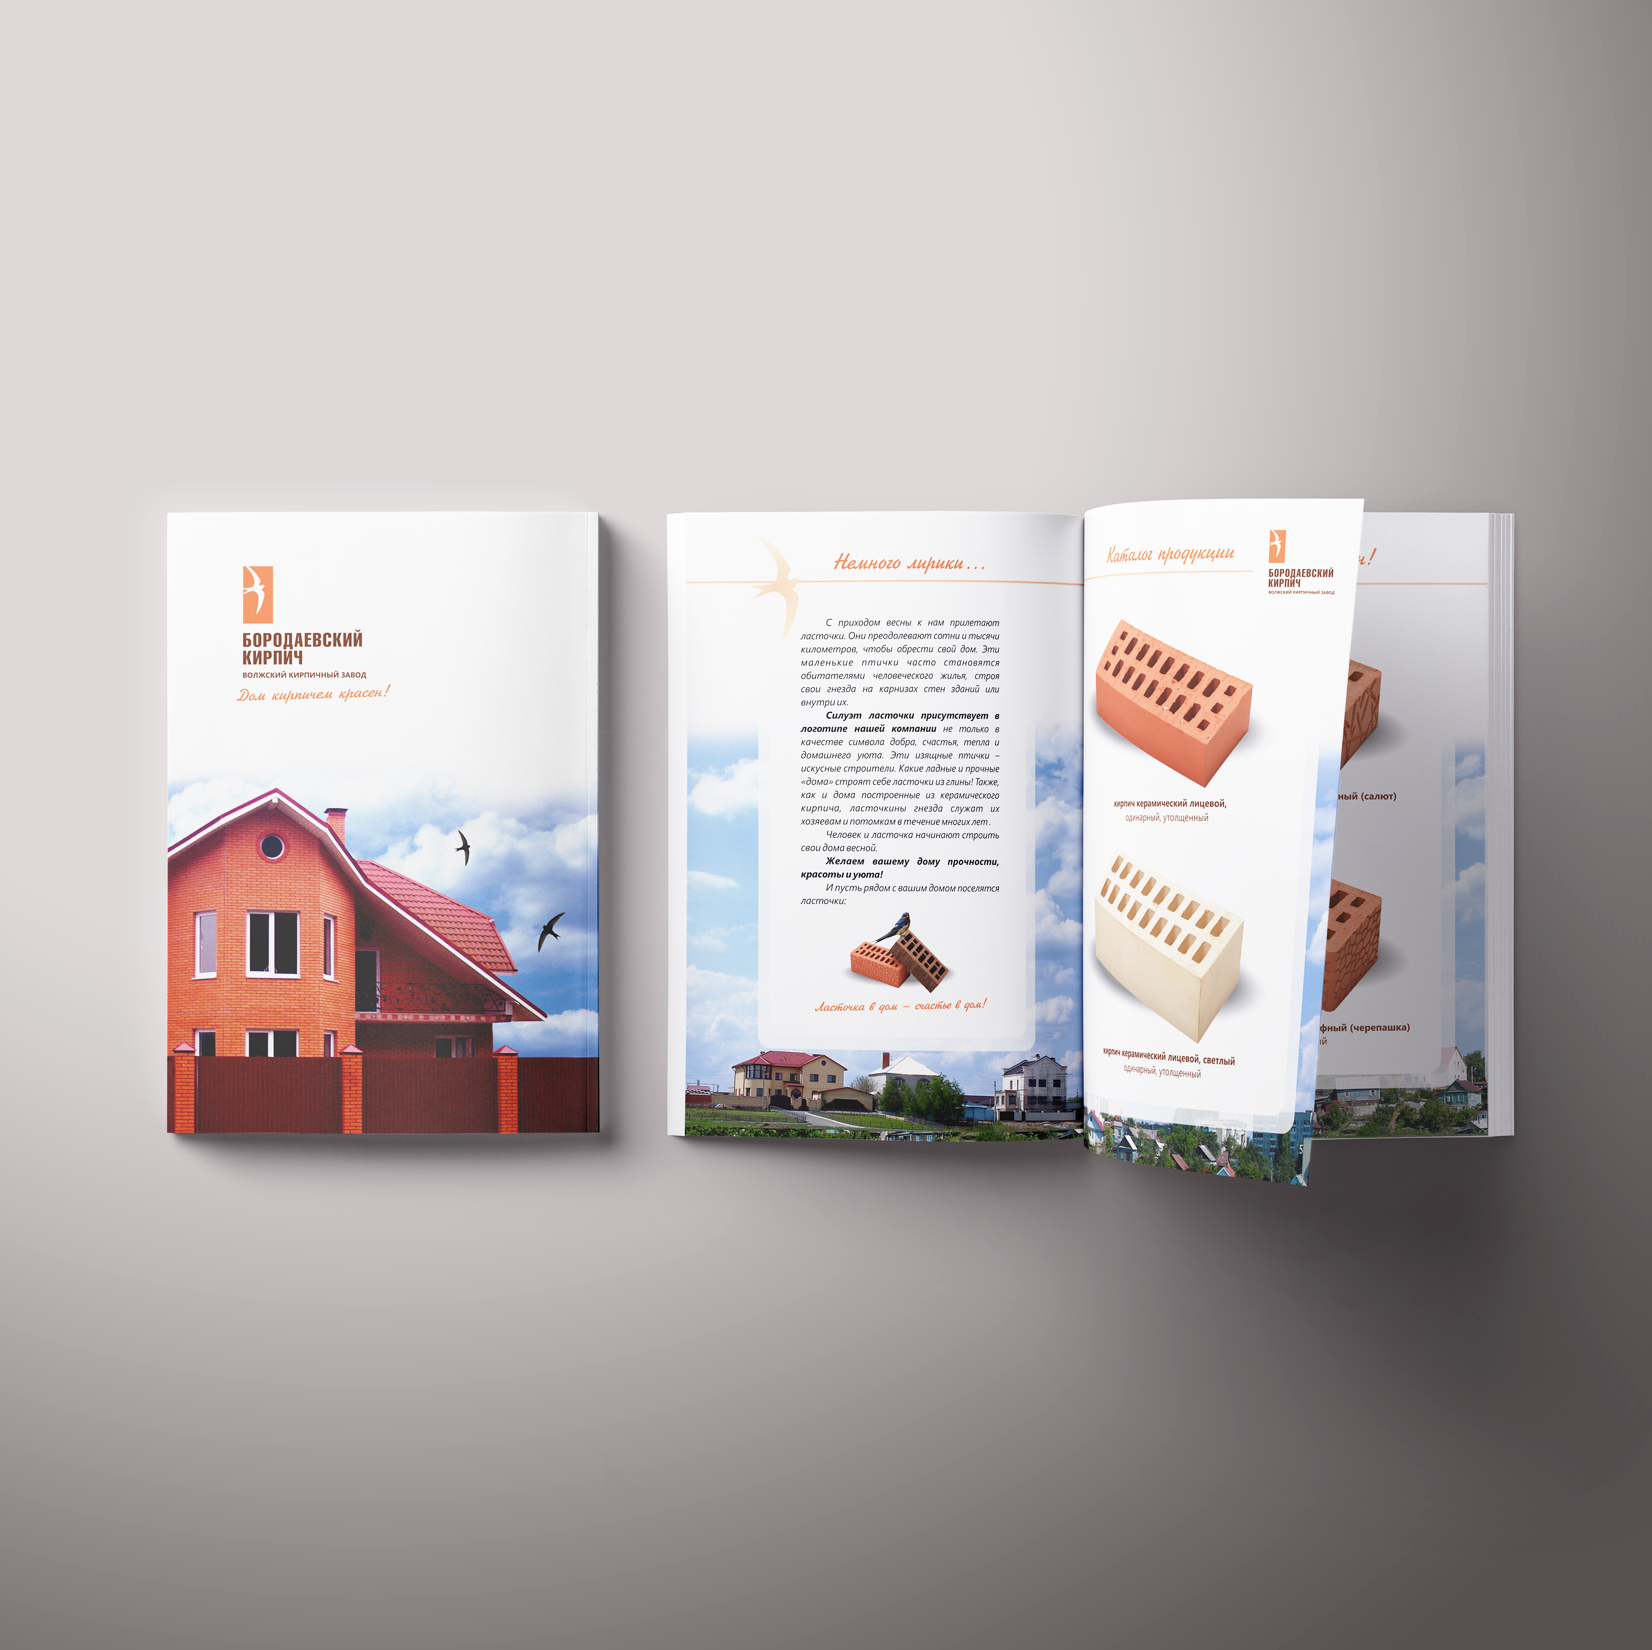 БОРОДАЕВСКИЙ
КИРПИЧ
ВОЛЖСКИЙ КИРПИЧНЫЙ ЗАВОД
Дом кирпичем красен!
Немного лирики...
С приходом весны к нам прилетают
ласточки. Они преодолевают сотни и тысячи
километров, чтобы обрести свой дом. Эти
маленькие птички часто становятся
обитателями человеческого жилья, строя
свои гнезда на карнизах стен зданий или
внутри их.
Силуэт ласточки присутствует в
логотипе нашей компании не только в
качестве символа добра, счастья, тепла и
домашнего уюта. Эти изящные птички –
искусные строители. Какие ладные и прочные
«дома» строят себе ласточки из глины! Также,
как и дома построенные из керамического
кирпича, ласточкины гнезда служат их
хозяевам и потомкам в течение многих лет.
Человек и ласточка начинают строить
свои дома весной.
Желаем вашему дому прочности,
красоты и уюта!
И пусть рядом с вашим домом поселятся
ласточки:
Ласточка в дом – счастье в дом!
Каталог продукции
БОРОДАЕВСКИЙ
КИРПИЧ
ВОЛЖСКИЙ КИРПИЧНЫЙ ЗАВОД
кирпич керамический лицевой,
одинарный, утолщенный
кирпич керамический лицевой, светлый
одинарный, утолщенный
н!
ный (салют)
фный (черепашка)
ый